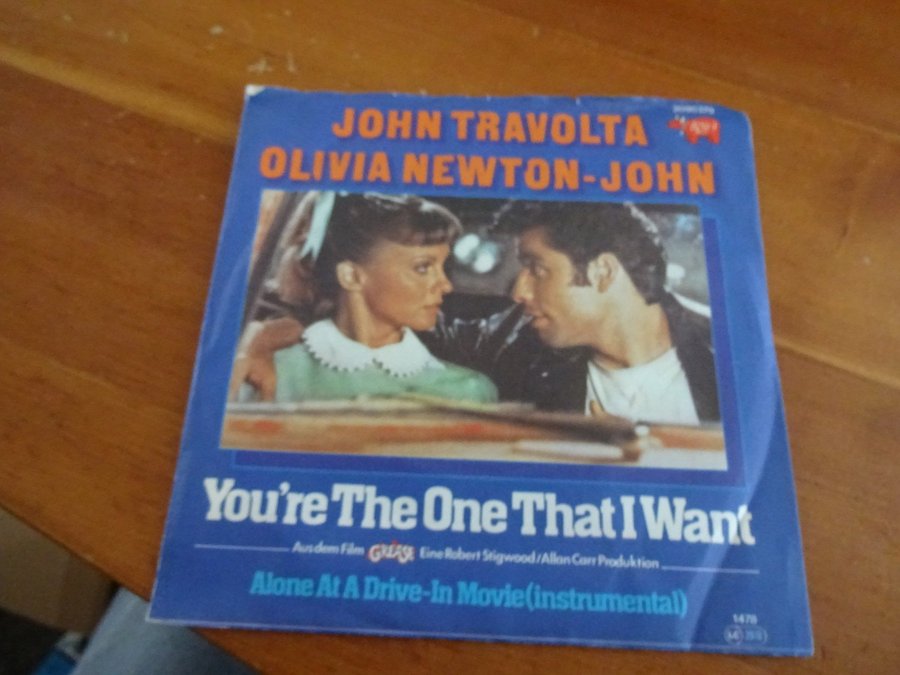 JOHN TRAVOLTA
OLIVIA NEWTON-JOHN
You're The One That I Want
Aus dem Film GREASE Eine Robert Stigwood/Allan Carr Produktion
Alone At A Drive-In Movie (instrumental)
1478